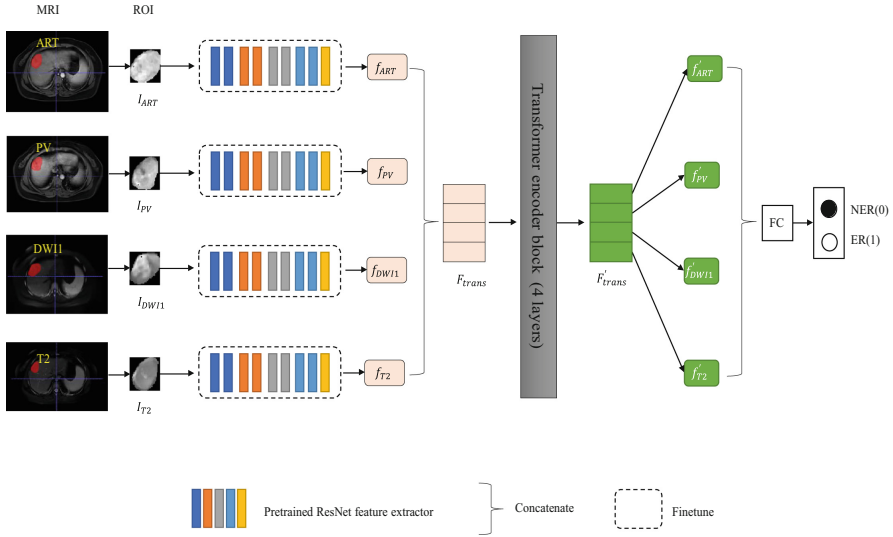 MRI ROI
ART
I_ART
f_ART
f'_ART
PV
I_PV
f_PV
f'_PV
DWI1
I_DWI1
f_DWI1
f'_DWI1
T2
I_T2
f_T2
f'_T2
F_trans
Transformer encoder block (4 layers)
F'_trans
FC
NER(0)
ER(1)
Pretrained ResNet feature extractor
Concatenate
Finetune